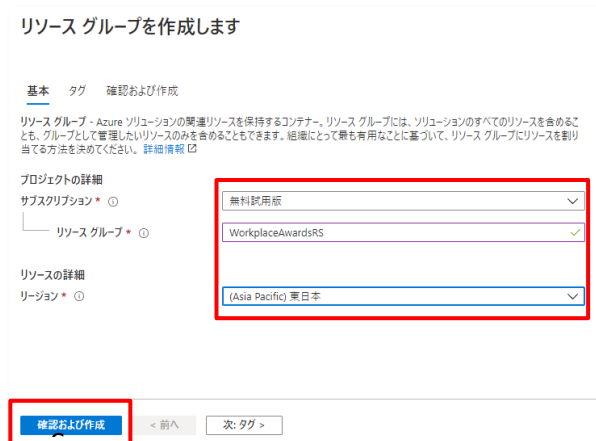 リソース グループを作成します
基本 タグ 確認および作成
リソース グループ - Azure ソリューションの関連リソースを保持するコンテナー。リソース グループには、ソリューションのすべてのリソースを含めるこ
とも、グループとして管理したいリソースのみを含めることもできます。組織にとって最も有用なことに基づいて、リソース グループにリソースを割り
当てる方法を決めてください。 詳細情報
プロジェクトの詳細
サブスクリプション * 無料試用版
リソース グループ * WorkplaceAwardsRS
リソースの詳細
リージョン * (Asia Pacific) 東日本
確認および作成 < 前へ 次: タグ >